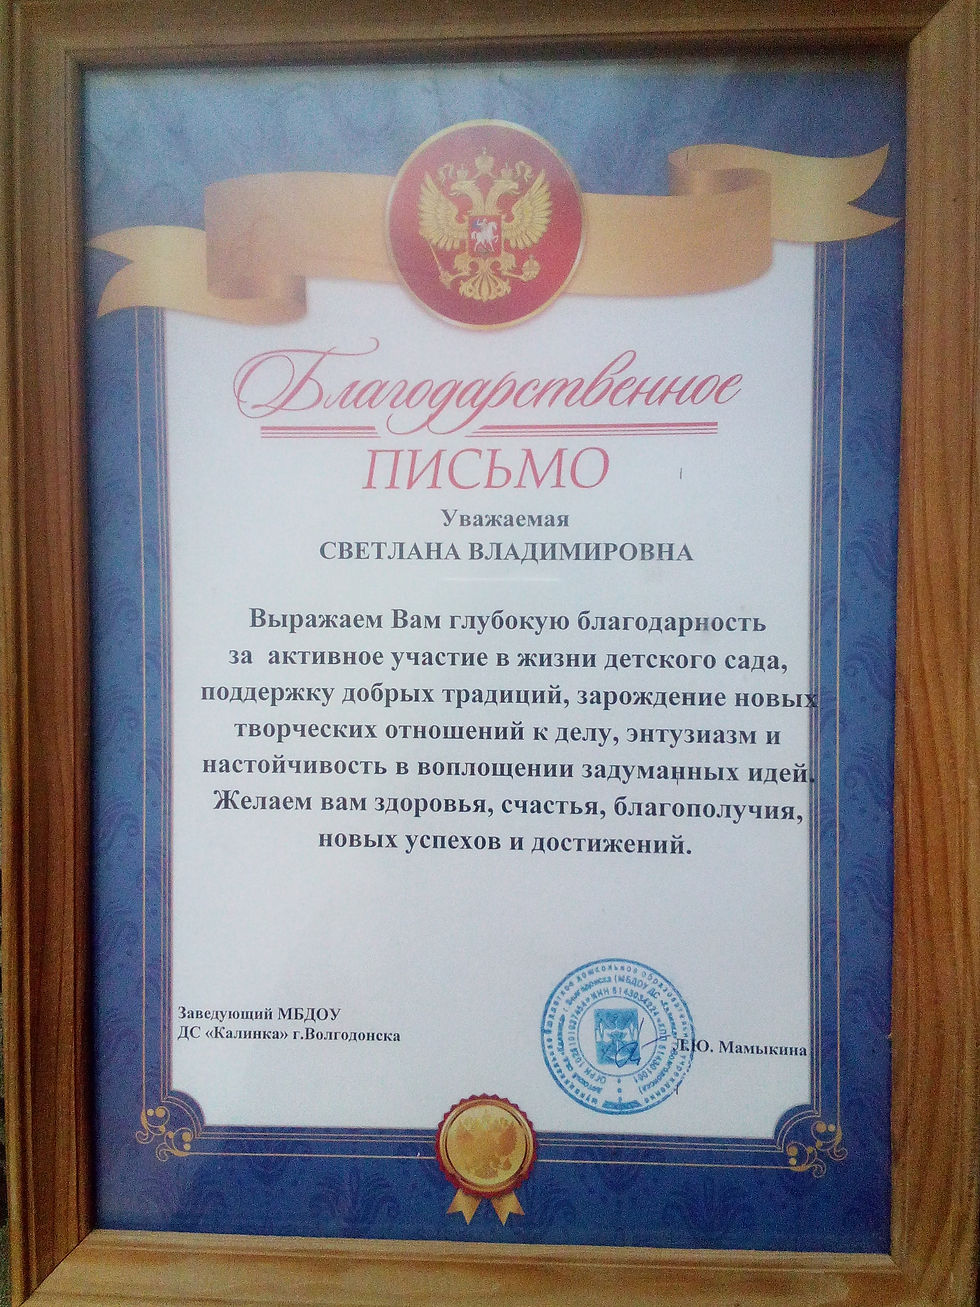 Благодарственное
ПИСЬМО
Уважаемая
СВЕТЛАНА ВЛАДИМИРОВНА
Выражаем Вам глубокую благодарность
за активное участие в жизни детского сада,
поддержку добрых традиций, зарождение новых
творческих отношений к делу, энтузиазм и
настойчивость в воплощении задуманных идей.
Желаем вам здоровья, счастья, благополучия,
новых успехов и достижений.
Заведующий МБДОУ
ДС «Калинка» г.Волгодонска
Л.Ю. Мамыкина